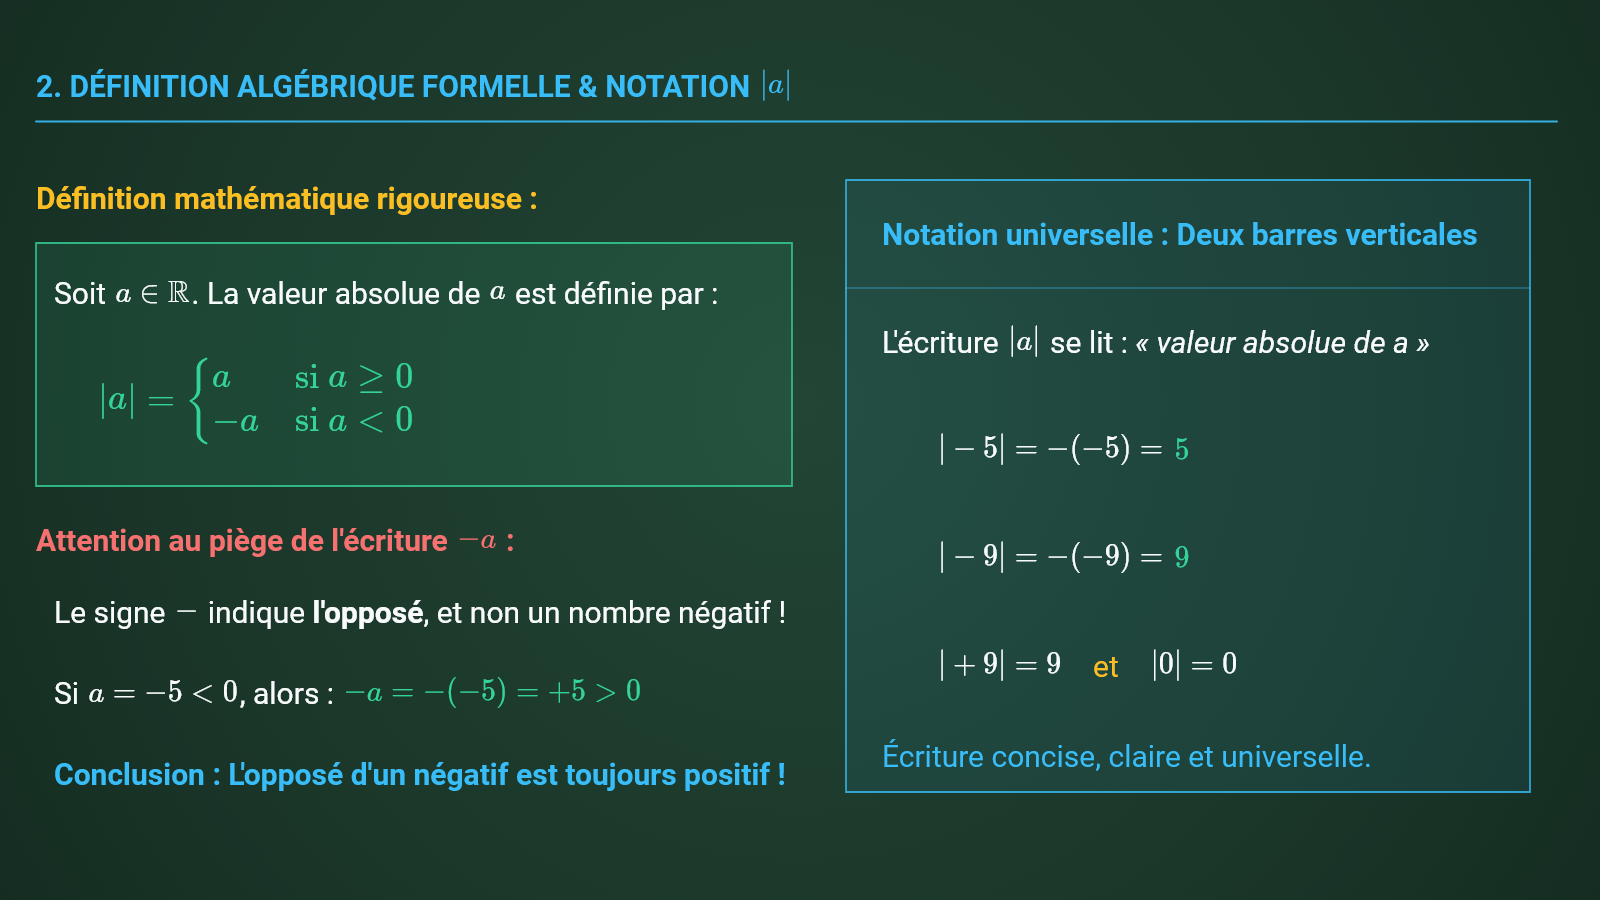 2. DÉFINITION ALGÉBRIQUE FORMELLE & NOTATION |a|
Définition mathématique rigoureuse :
Soit a ∈ ℝ. La valeur absolue de a est définie par :
|a| = { a si a ≥ 0
−a si a < 0
Attention au piège de l'écriture −a :
Le signe − indique l'opposé, et non un nombre négatif !
Si a = −5 < 0, alors : −a = −(−5) = +5 > 0
Conclusion : L'opposé d'un négatif est toujours positif !
Notation universelle : Deux barres verticales
L'écriture |a| se lit : « valeur absolue de a »
| − 5| = −(−5) = 5
| − 9| = −(−9) = 9
| + 9| = 9 et |0| = 0
Écriture concise, claire et universelle.